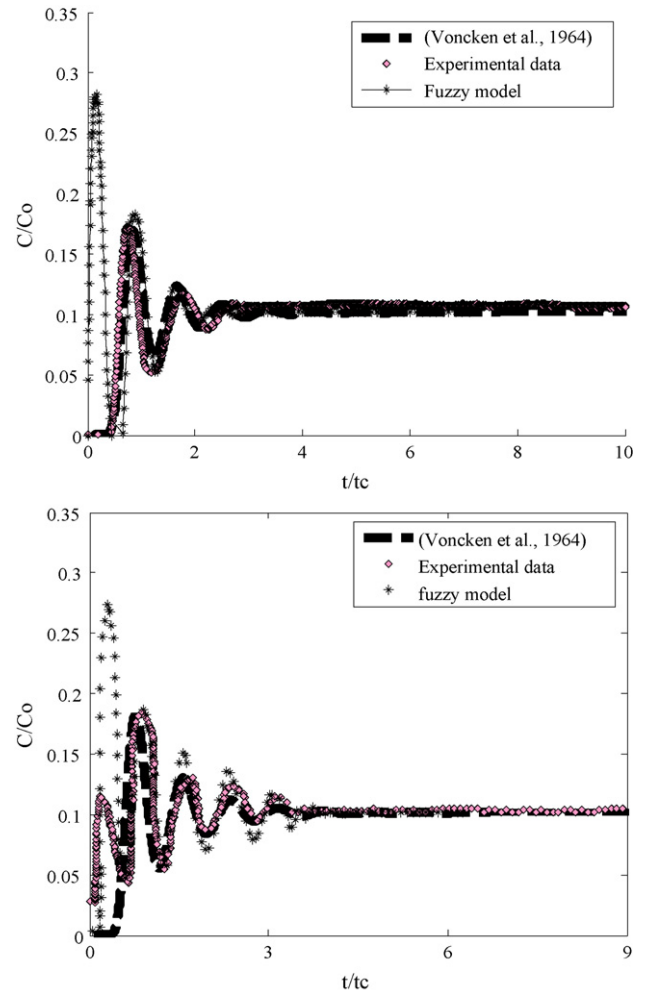 0.35
0.3
0.25
0.2
0.15
0.1
0.05
0
C/Co
(Voncken et al., 1964)
Experimental data
Fuzzy model
0 2 4 6 8 10
t/tc
0.35
0.3
0.25
0.2
0.15
0.1
0.05
0
C/Co
(Voncken et al., 1964)
Experimental data
fuzzy model
0 3 6 9
t/tc